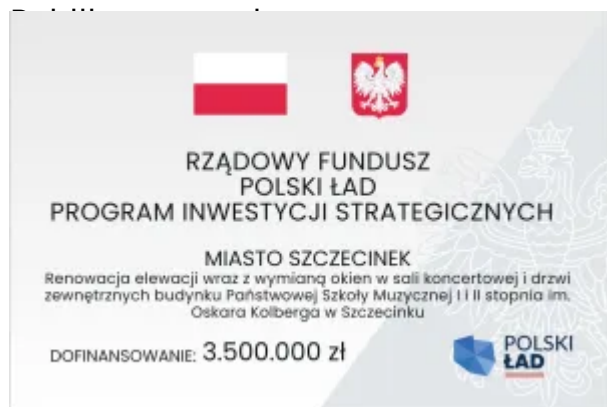 RZĄDOWY FUNDUSZ
POLSKI ŁAD
PROGRAM INWESTYCJI STRATEGICZNYCH
MIASTO SZCZECINEK
Renowacja elewacji wraz z wymianą okien w sali koncertowej i drzwi
zewnętrznych budynku Państwowej Szkoły Muzycznej I i II stopnia im.
Oskara Kolberga w Szczecinku
DOFINANSOWANIE: 3.500.000 zł
POLSKI
ŁAD